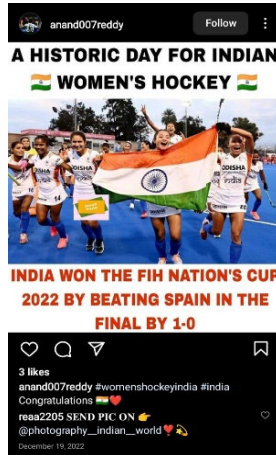 anand007reddy
Follow
A HISTORIC DAY FOR INDIAN
WOMEN'S HOCKEY
ODISHA
ODISHA
India
INDIA WON THE FIH NATION'S CUP
2022 BY BEATING SPAIN IN THE
FINAL BY 1-0
3 likes
anand007reddy #womenshockeyindia #india
Congratulations 🇮🇳❤️
reaa2205 𝐒𝐄𝐍𝐃 𝐏𝐈𝐂 𝐎𝐍 👉
@photography__indian__world❣️💫
December 19, 2022